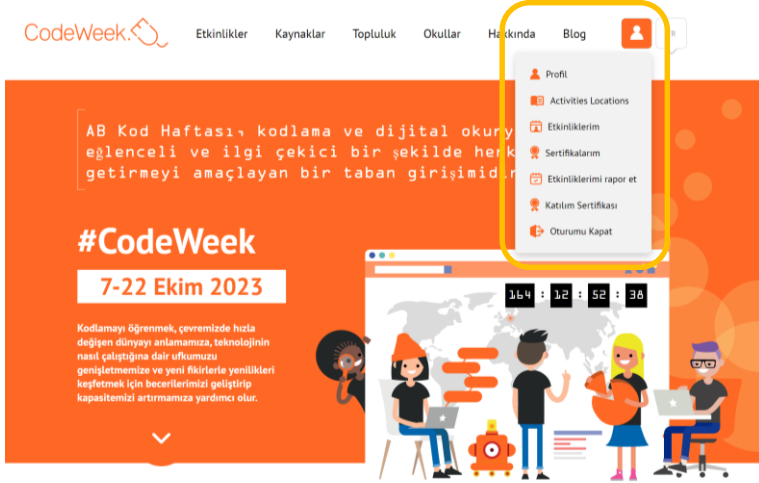 CodeWeek.
Etkinlikler Kaynaklar Topluluk Okullar Hakkında Blog
Profil
Activities Locations
Etkinliklerim
Sertifikalarım
Etkinliklerimi rapor et
Katılım Sertifikası
Oturumu Kapat
AB Kod Haftası, kodlama ve dijital
eğlenceli ve ilgi çekici bir şekilde
getirmeyi amaçlayan bir taban
#CodeWeek
7-22 Ekim 2023
164 : 12 : 52 : 38
Kodlamayı öğrenmek, çevremizde hızla
değişen dünyayı anlamamıza, teknolojinin
nasıl çalıştığına dair ufkumuzu
genişletmemize ve yeni fikirlerle yenilikleri
keşfetmek için becerilerimizi geliştirip
kapasitemizi artırmamıza yardımcı olur.